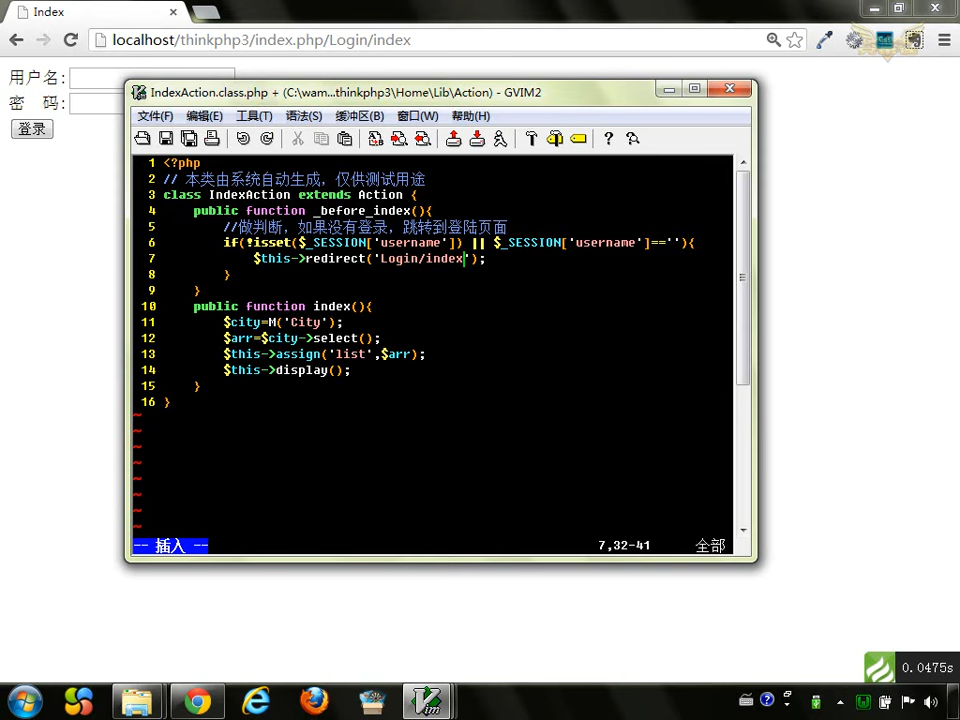 Index
localhost/thinkphp3/index.php/Login/index
用户名:
密 码:
登录
IndexAction.class.php + (C:\wam...thinkphp3\Home\Lib\Action) - GVIM2
文件(F) 编辑(E) 工具(T) 语法(S) 缓冲区(B) 窗口(W) 帮助(H)
1 <?php
2 // 本类由系统自动生成，仅供测试用途
3 class IndexAction extends Action {
4 public function _before_index(){
5 //做判断，如果没有登录，跳转到登陆页面
6 if(!isset($_SESSION['username']) || $_SESSION['username']==''){
7 $this->redirect('Login/index');
8 }
9 }
10 public function index(){
11 $city=M('City');
12 $arr=$city->select();
13 $this->assign('list',$arr);
14 $this->display();
15 }
16 }
~
~
~
~
~
~
~
~
-- 插入 -- 7,32-41 全部
0.0475s